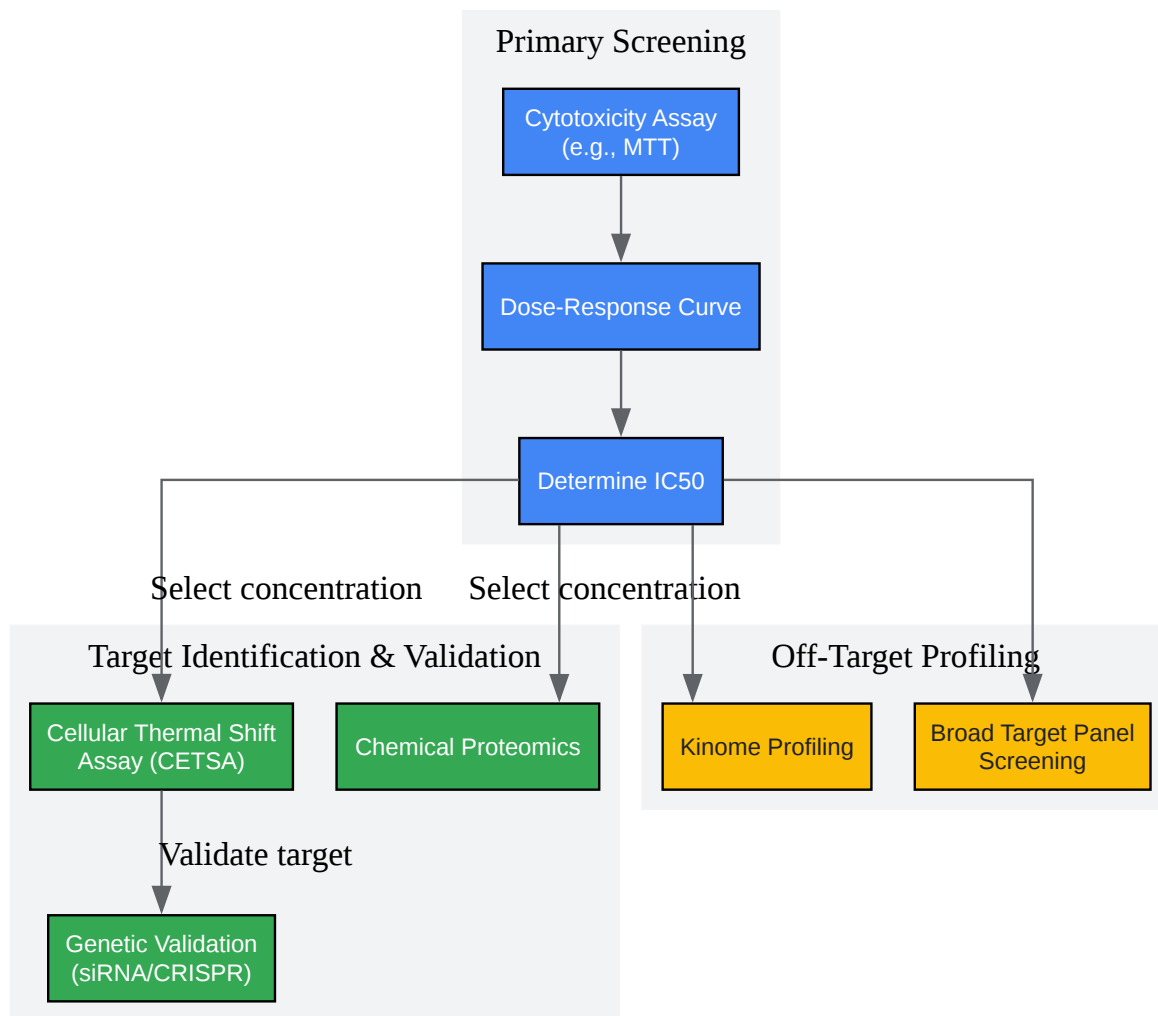 Primary Screening
Cytotoxicity Assay
(e.g., MTT)
Dose-Response Curve
Determine IC50
Select concentration
Select concentration
Target Identification & Validation
Off-Target Profiling
Cellular Thermal Shift
Assay (CETSA)
Chemical Proteomics
Kinome Profiling
Broad Target Panel
Screening
Validate target
Genetic Validation
(siRNA/CRISPR)